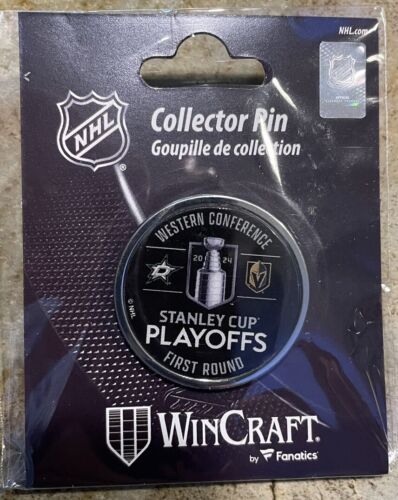 NHL.com
NHL
Collector Pin
Goupille de collection
WESTERN CONFERENCE
20 24
STANLEY CUP
PLAYOFFS
FIRST ROUND
© NHL
WINCRAFT®
by Fanatics